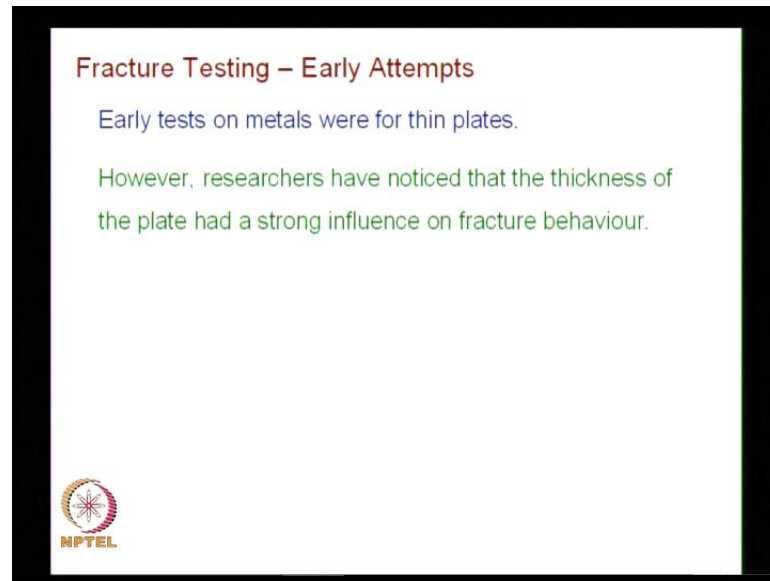 Fracture Testing – Early Attempts
Early tests on metals were for thin plates.
However, researchers have noticed that the thickness of
the plate had a strong influence on fracture behaviour.
NPTEL